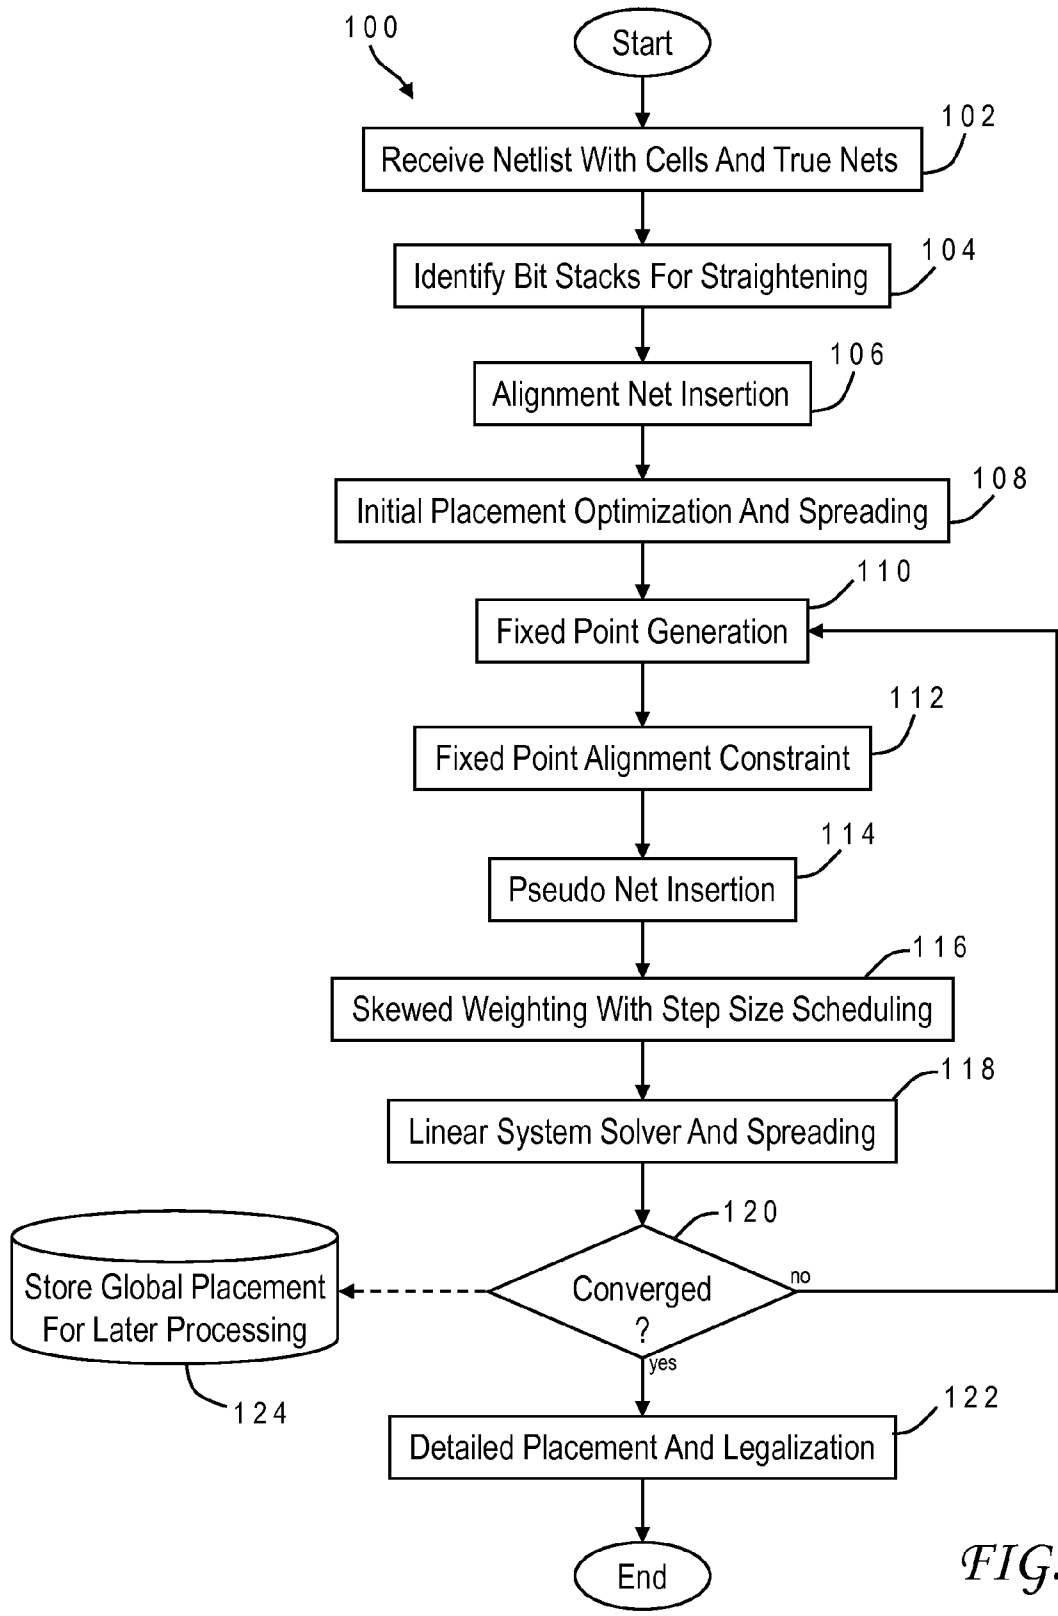 100
Start
102
Receive Netlist With Cells And True Nets
104
Identify Bit Stacks For Straightening
106
Alignment Net Insertion
108
Initial Placement Optimization And Spreading
110
Fixed Point Generation
112
Fixed Point Alignment Constraint
114
Pseudo Net Insertion
116
Skewed Weighting With Step Size Scheduling
118
Linear System Solver And Spreading
120
Converged
?
no
yes
Store Global Placement
For Later Processing
124
122
Detailed Placement And Legalization
End
FIG.